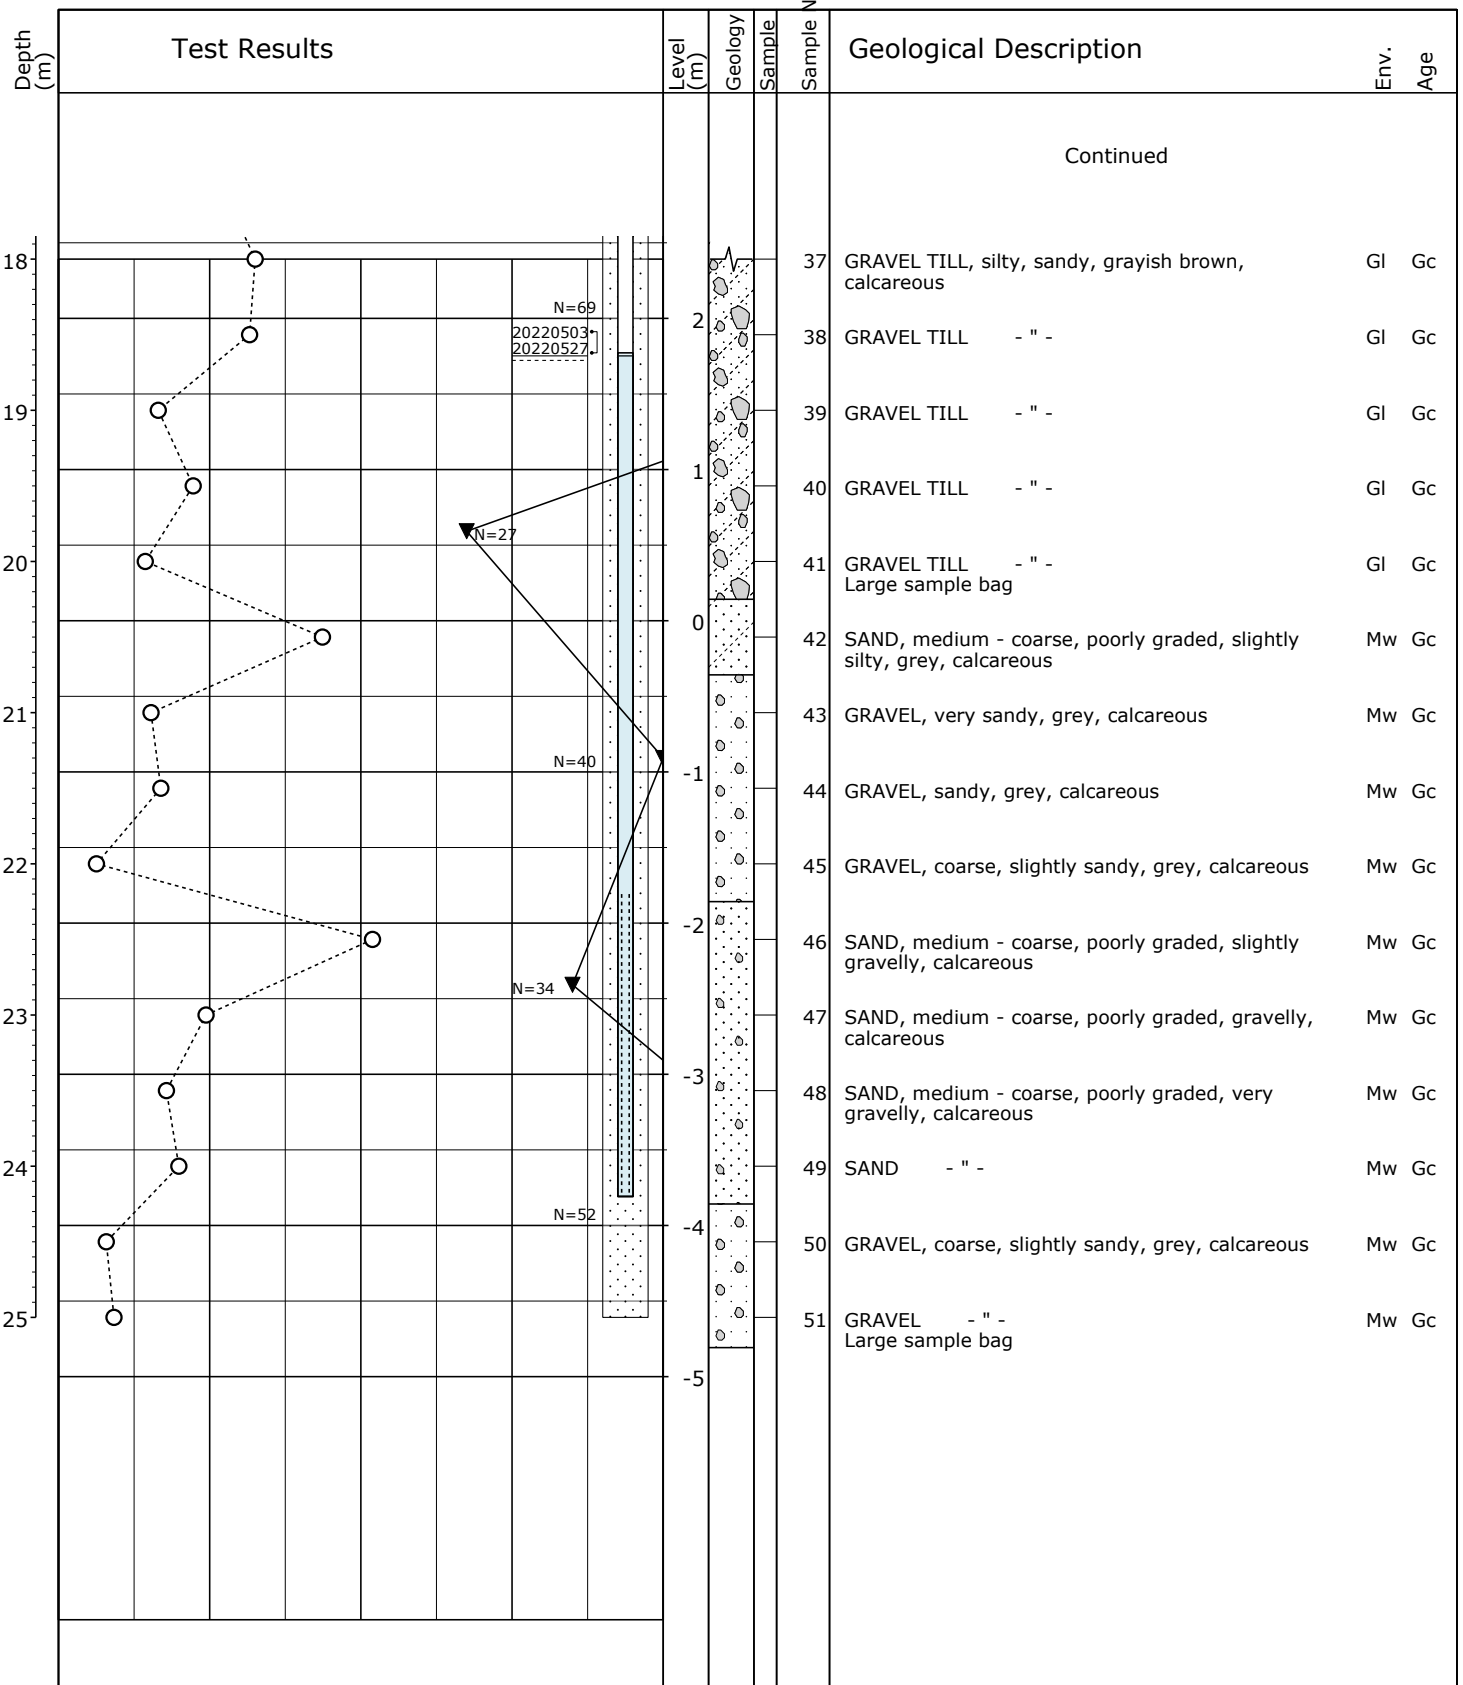 Depth (m)
Test Results
Level (m)
Geology
Sample
Sample N
Geological Description
Env.
Age
Continued
18
37 GRAVEL TILL, silty, sandy, grayish brown, Gl Gc
calcareous
N=69
2
20220503
38 GRAVEL TILL - " - Gl Gc
20220527
19
39 GRAVEL TILL - " - Gl Gc
1
40 GRAVEL TILL - " - Gl Gc
N=27
20
41 GRAVEL TILL - " - Gl Gc
Large sample bag
0
42 SAND, medium - coarse, poorly graded, slightly Mw Gc
silty, grey, calcareous
21
43 GRAVEL, very sandy, grey, calcareous Mw Gc
N=40
-1
44 GRAVEL, sandy, grey, calcareous Mw Gc
22
45 GRAVEL, coarse, slightly sandy, grey, calcareous Mw Gc
-2
46 SAND, medium - coarse, poorly graded, slightly Mw Gc
gravelly, calcareous
N=34
23
47 SAND, medium - coarse, poorly graded, gravelly, Mw Gc
calcareous
-3
48 SAND, medium - coarse, poorly graded, very Mw Gc
gravelly, calcareous
24
49 SAND - " - Mw Gc
N=52
-4
50 GRAVEL, coarse, slightly sandy, grey, calcareous Mw Gc
25
51 GRAVEL - " - Mw Gc
Large sample bag
-5